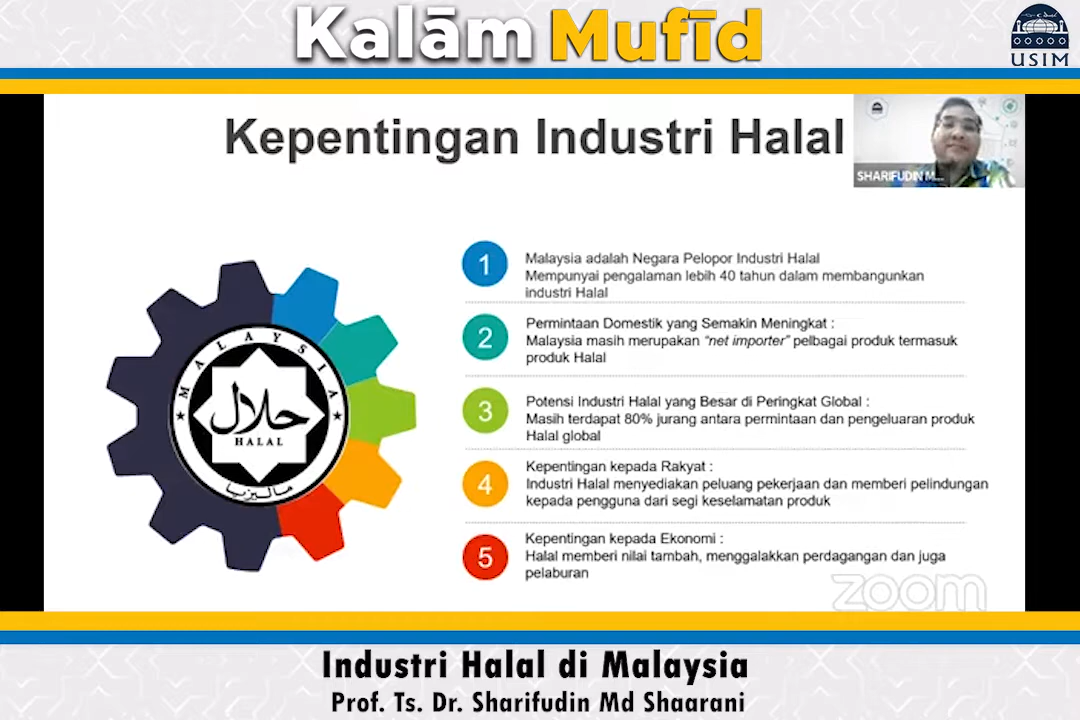 Kalām Mufīd
USIM
Kepentingan Industri Halal
SHARIFUDIN M...
MALAYSIA
حلال
HALAL
ماليزيا
1
Malaysia adalah Negara Pelopor Industri Halal
Mempunyai pengalaman lebih 40 tahun dalam membangunkan
industri Halal
2
Permintaan Domestik yang Semakin Meningkat :
Malaysia masih merupakan “net importer” pelbagai produk termasuk
produk Halal
3
Potensi Industri Halal yang Besar di Peringkat Global :
Masih terdapat 80% jurang antara permintaan dan pengeluaran produk
Halal global
4
Kepentingan kepada Rakyat :
Industri Halal menyediakan peluang pekerjaan dan memberi pelindungan
kepada pengguna dari segi keselamatan produk
5
Kepentingan kepada Ekonomi :
Halal memberi nilai tambah, menggalakkan perdagangan dan juga
pelaburan
zoom
Industri Halal di Malaysia
Prof. Ts. Dr. Sharifudin Md Shaarani